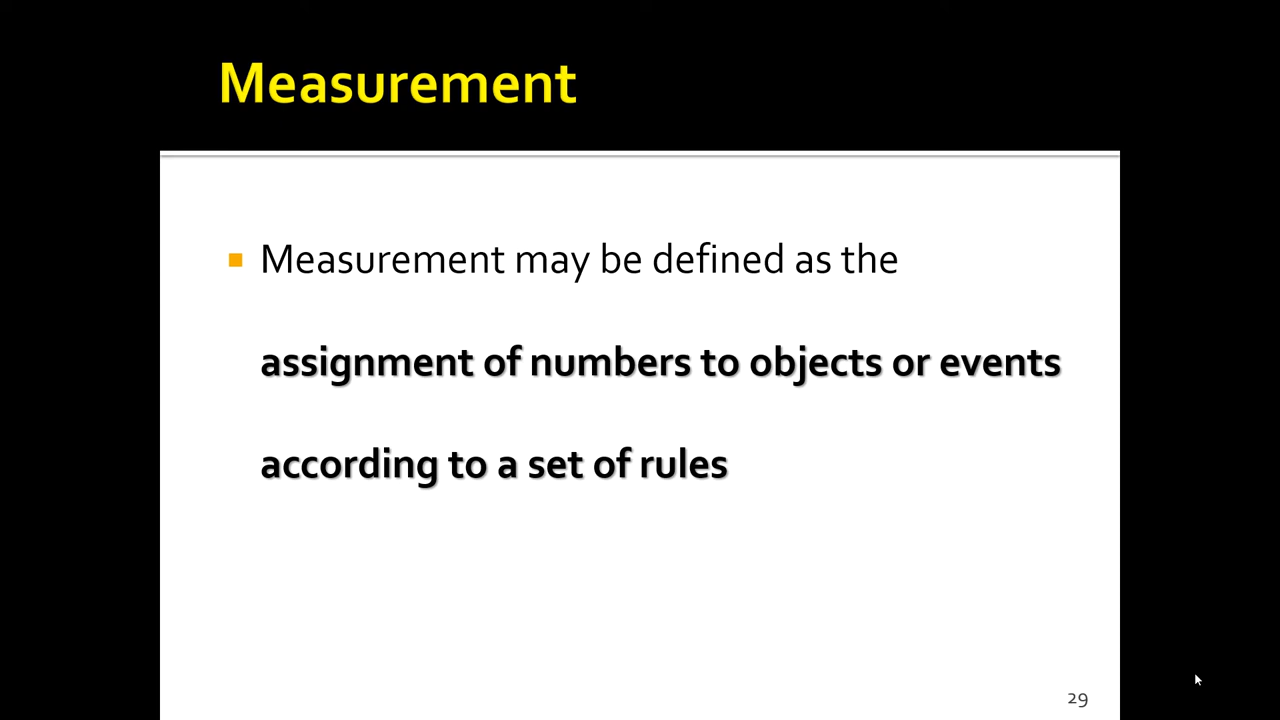 Measurement
Measurement may be defined as the
assignment of numbers to objects or events
according to a set of rules
29